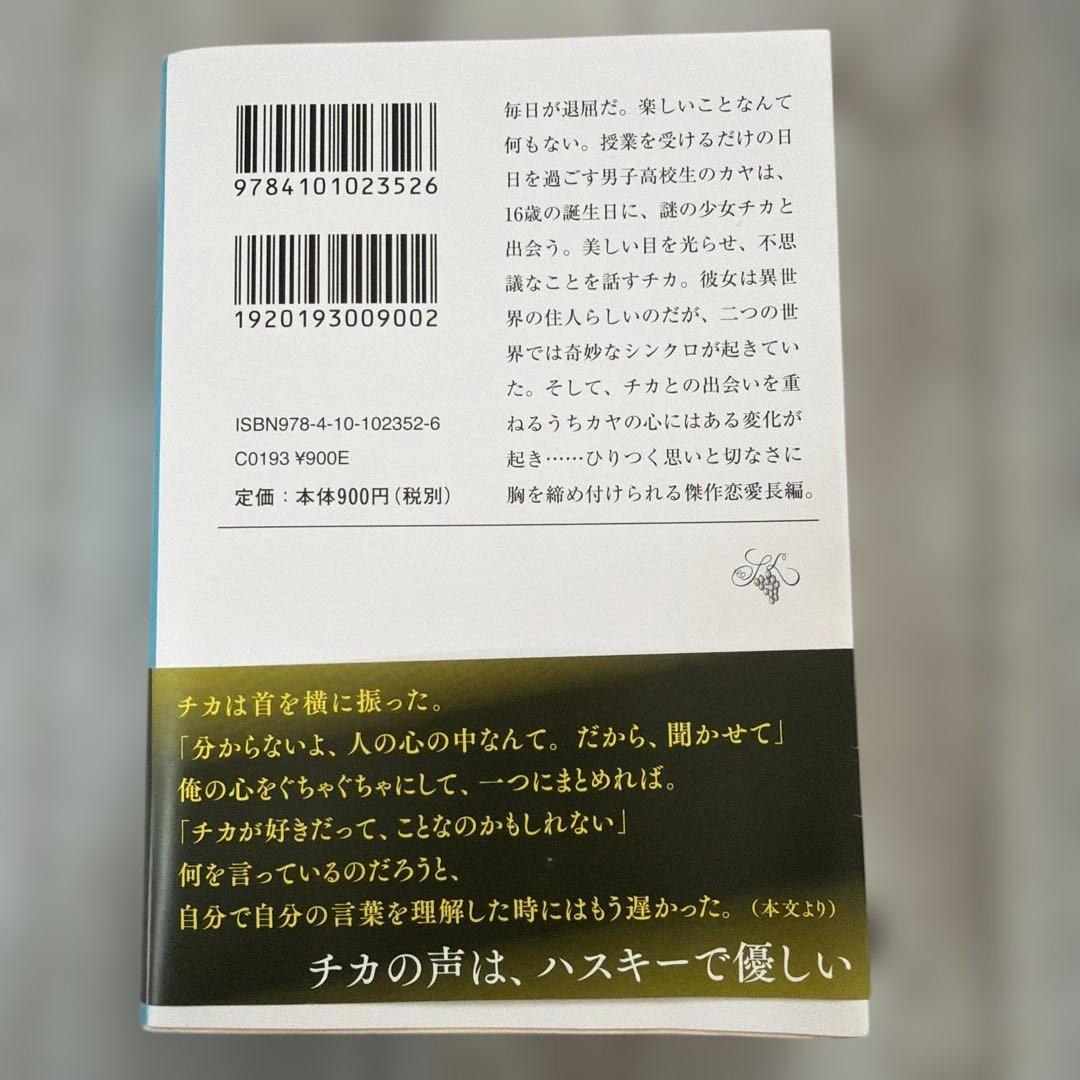 9784101023526
1920193009002
ISBN978-4-10-102352-6
C0193 ¥900E
定価：本体900円（税別）
毎日が退屈だ。楽しいことなんて
何もない。授業を受けるだけの日
日を過ごす男子高校生のカヤは、
16歳の誕生日に、謎の少女チカと
出会う。美しい目を光らせ、不思
議なことを話すチカ。彼女は異世
界の住人らしいのだが、二つの世
界では奇妙なシンクロが起きてい
た。そして、チカとの出会いを重
ねるうちカヤの心にはある変化が
起き……ひりつく思いと切なさに
胸を締め付けられる傑作恋愛長編。
チカは首を横に振った。
「分からないよ、人の心の中なんて。だから、聞かせて」
俺の心をぐちゃぐちゃにして、一つにまとめれば。
「チカが好きだって、ことなのかもしれない」
何を言っているのだろうと、
自分で自分の言葉を理解した時にはもう遅かった。（本文より）
チカの声は、ハスキーで優しい